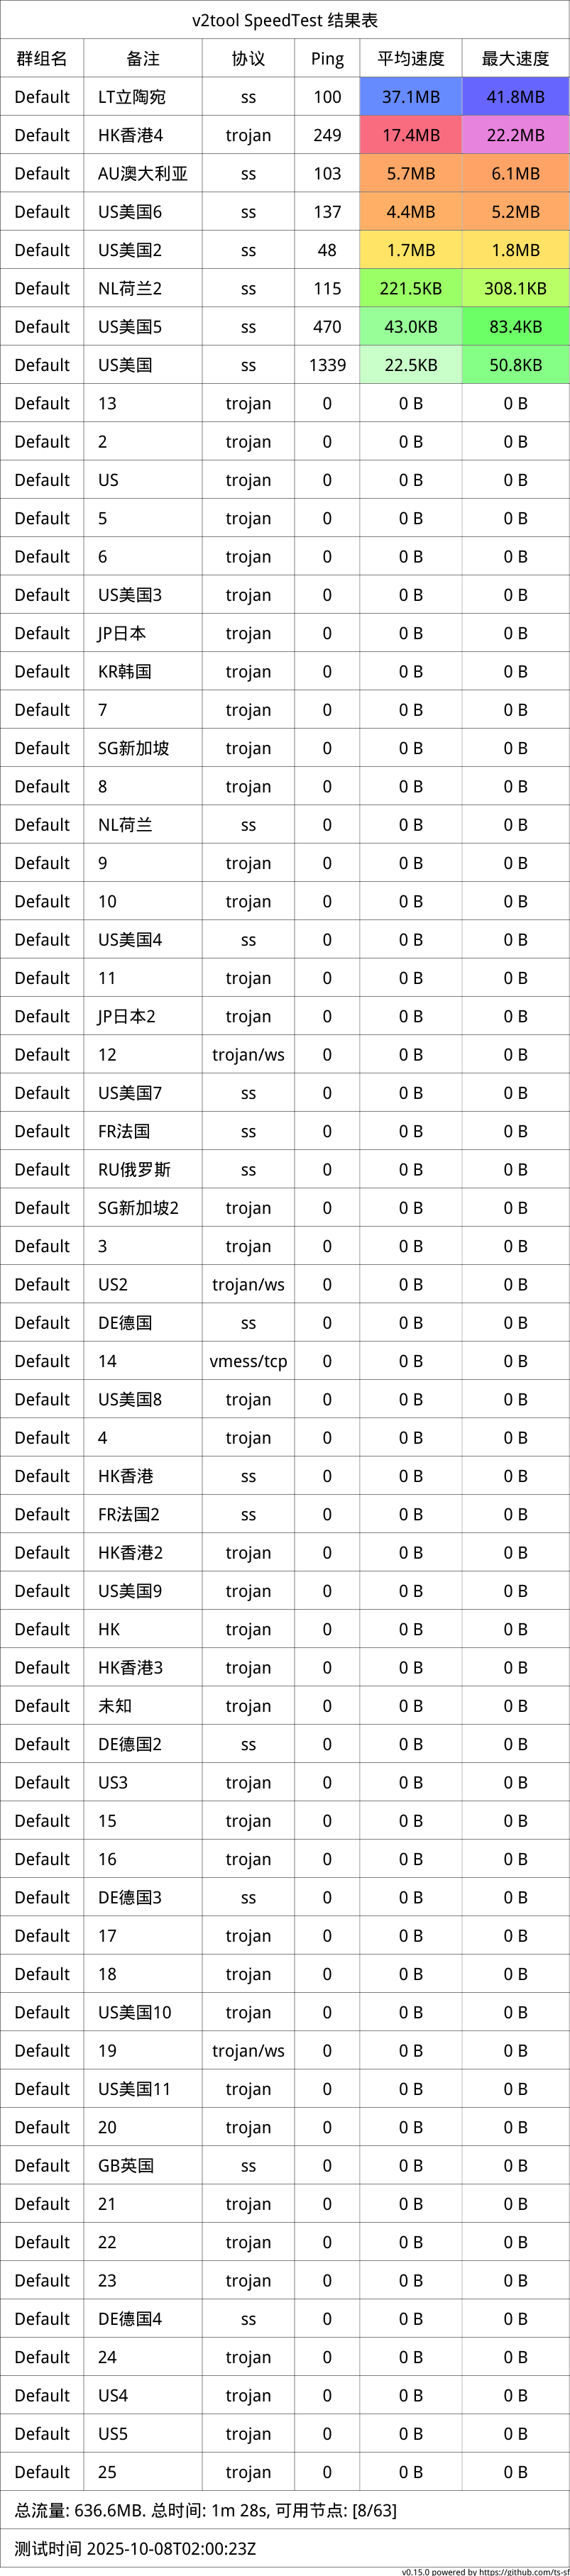 v2tool SpeedTest 结果表
群组名 备注 协议 Ping 平均速度 最大速度
Default LT立陶宛 ss 100 37.1MB 41.8MB
Default HK香港4 trojan 249 17.4MB 22.2MB
Default AU澳大利亚 ss 103 5.7MB 6.1MB
Default US美国6 ss 137 4.4MB 5.2MB
Default US美国2 ss 48 1.7MB 1.8MB
Default NL荷兰2 ss 115 221.5KB 308.1KB
Default US美国5 ss 470 43.0KB 83.4KB
Default US美国 ss 1339 22.5KB 50.8KB
Default 13 trojan 0 0 B 0 B
Default 2 trojan 0 0 B 0 B
Default US trojan 0 0 B 0 B
Default 5 trojan 0 0 B 0 B
Default 6 trojan 0 0 B 0 B
Default US美国3 trojan 0 0 B 0 B
Default JP日本 trojan 0 0 B 0 B
Default KR韩国 trojan 0 0 B 0 B
Default 7 trojan 0 0 B 0 B
Default SG新加坡 trojan 0 0 B 0 B
Default 8 trojan 0 0 B 0 B
Default NL荷兰 ss 0 0 B 0 B
Default 9 trojan 0 0 B 0 B
Default 10 trojan 0 0 B 0 B
Default US美国4 ss 0 0 B 0 B
Default 11 trojan 0 0 B 0 B
Default JP日本2 trojan 0 0 B 0 B
Default 12 trojan/ws 0 0 B 0 B
Default US美国7 ss 0 0 B 0 B
Default FR法国 ss 0 0 B 0 B
Default RU俄罗斯 ss 0 0 B 0 B
Default SG新加坡2 trojan 0 0 B 0 B
Default 3 trojan 0 0 B 0 B
Default US2 trojan/ws 0 0 B 0 B
Default DE德国 ss 0 0 B 0 B
Default 14 vmess/tcp 0 0 B 0 B
Default US美国8 trojan 0 0 B 0 B
Default 4 trojan 0 0 B 0 B
Default HK香港 ss 0 0 B 0 B
Default FR法国2 ss 0 0 B 0 B
Default HK香港2 trojan 0 0 B 0 B
Default US美国9 trojan 0 0 B 0 B
Default HK trojan 0 0 B 0 B
Default HK香港3 trojan 0 0 B 0 B
Default 未知 trojan 0 0 B 0 B
Default DE德国2 ss 0 0 B 0 B
Default US3 trojan 0 0 B 0 B
Default 15 trojan 0 0 B 0 B
Default 16 trojan 0 0 B 0 B
Default DE德国3 ss 0 0 B 0 B
Default 17 trojan 0 0 B 0 B
Default 18 trojan 0 0 B 0 B
Default US美国10 trojan 0 0 B 0 B
Default 19 trojan/ws 0 0 B 0 B
Default US美国11 trojan 0 0 B 0 B
Default 20 trojan 0 0 B 0 B
Default GB英国 ss 0 0 B 0 B
Default 21 trojan 0 0 B 0 B
Default 22 trojan 0 0 B 0 B
Default 23 trojan 0 0 B 0 B
Default DE德国4 ss 0 0 B 0 B
Default 24 trojan 0 0 B 0 B
Default US4 trojan 0 0 B 0 B
Default US5 trojan 0 0 B 0 B
Default 25 trojan 0 0 B 0 B
总流量: 636.6MB. 总时间: 1m 28s, 可用节点: [8/63]
测试时间 2025-10-08T02:00:23Z
v0.15.0 powered by https://github.com/ts-sf